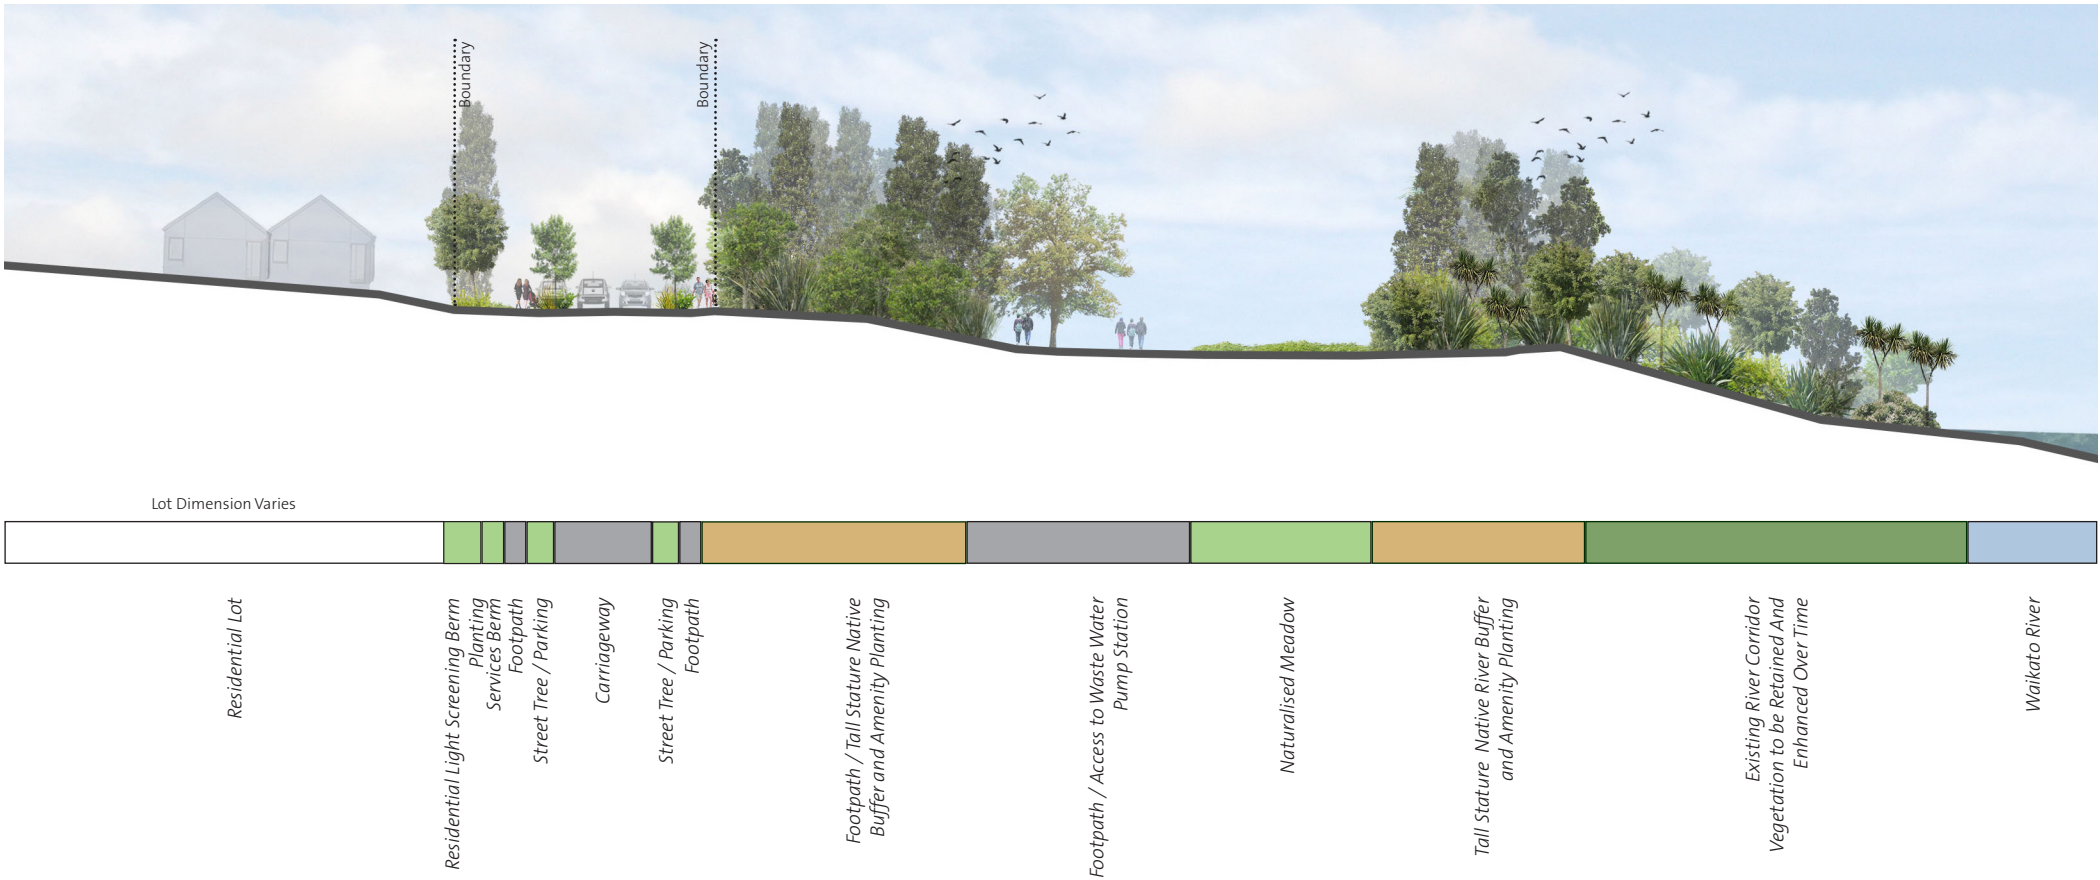 Boundary
Boundary
Lot Dimension Varies
Residential Lot
Residential Light Screening Berm
Planting
Services Berm
Footpath
Street Tree / Parking
Carriageway
Street Tree / Parking
Footpath
Footpath / Tall Stature Native
Buffer and Amenity Planting
Footpath / Access to Waste Water
Pump Station
Naturalised Meadow
Tall Stature Native River Buffer
and Amenity Planting
Existing River Corridor
Vegetation to be Retained And
Enhanced Over Time
Waikato River